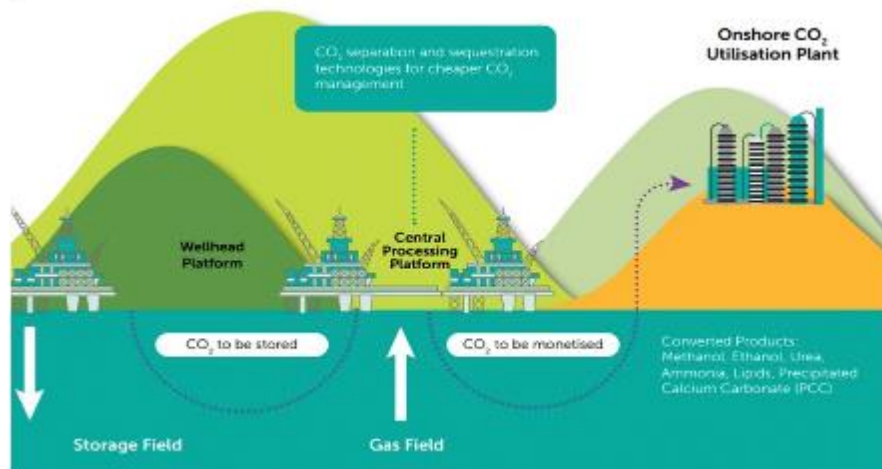 CO₂ separation and sequestration
technologies for cheaper CO₂
management
Onshore CO₂
Utilisation Plant
Wellhead
Platform
Central
Processing
Platform
CO₂ to be stored
CO₂ to be monetised
Converted Products:
Methanol, Ethanol, Urea,
Ammonia, Lipids, Precipitated
Calcium Carbonate (PCC)
Storage Field
Gas Field